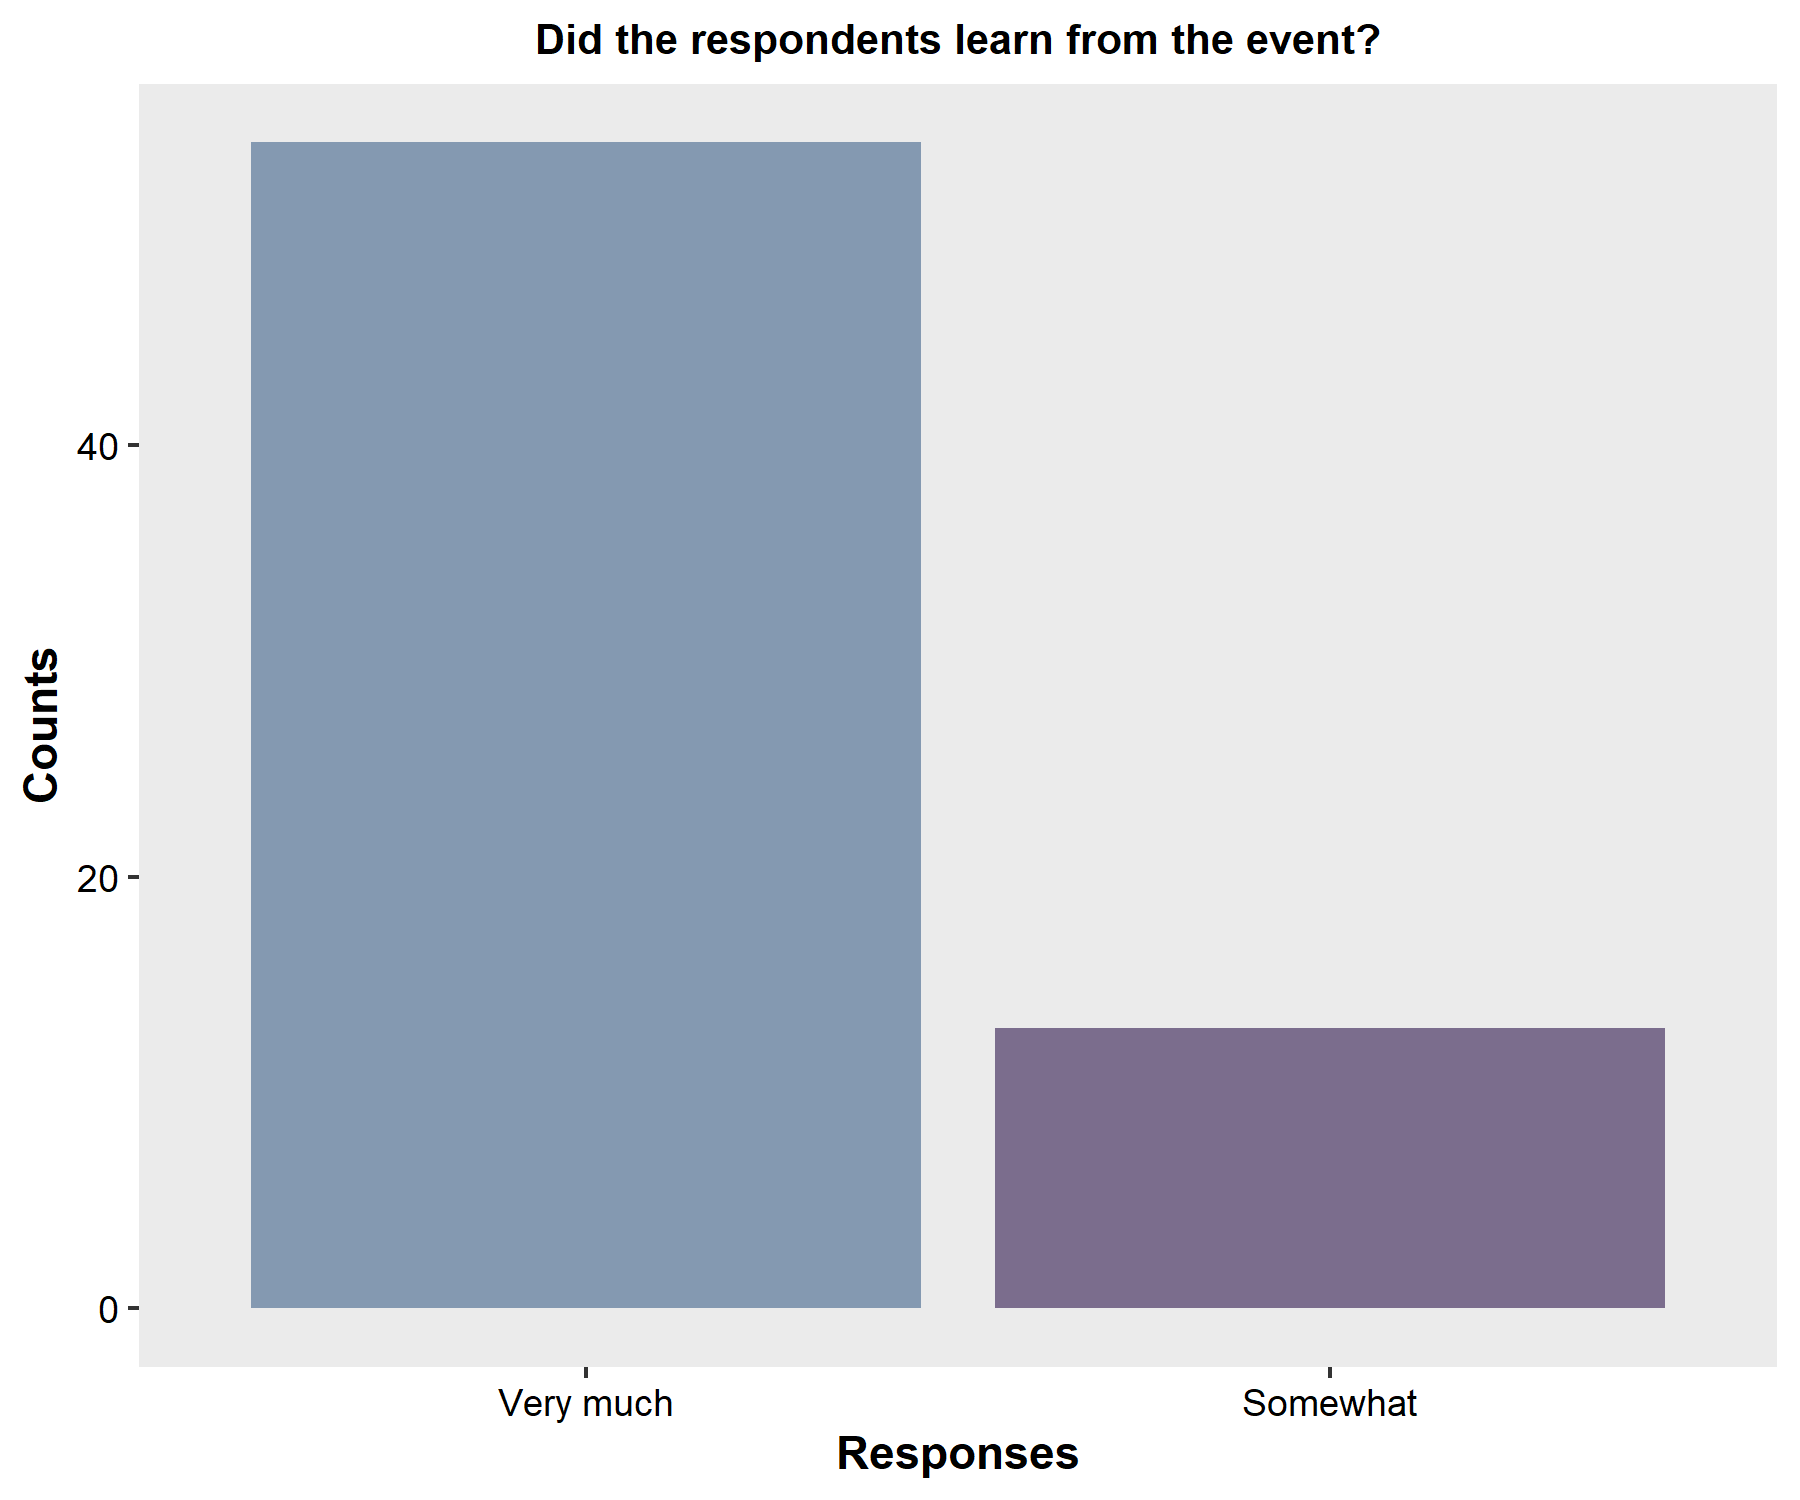 Did the respondents learn from the event?
Counts
40
20
0
Very much
Somewhat
Responses